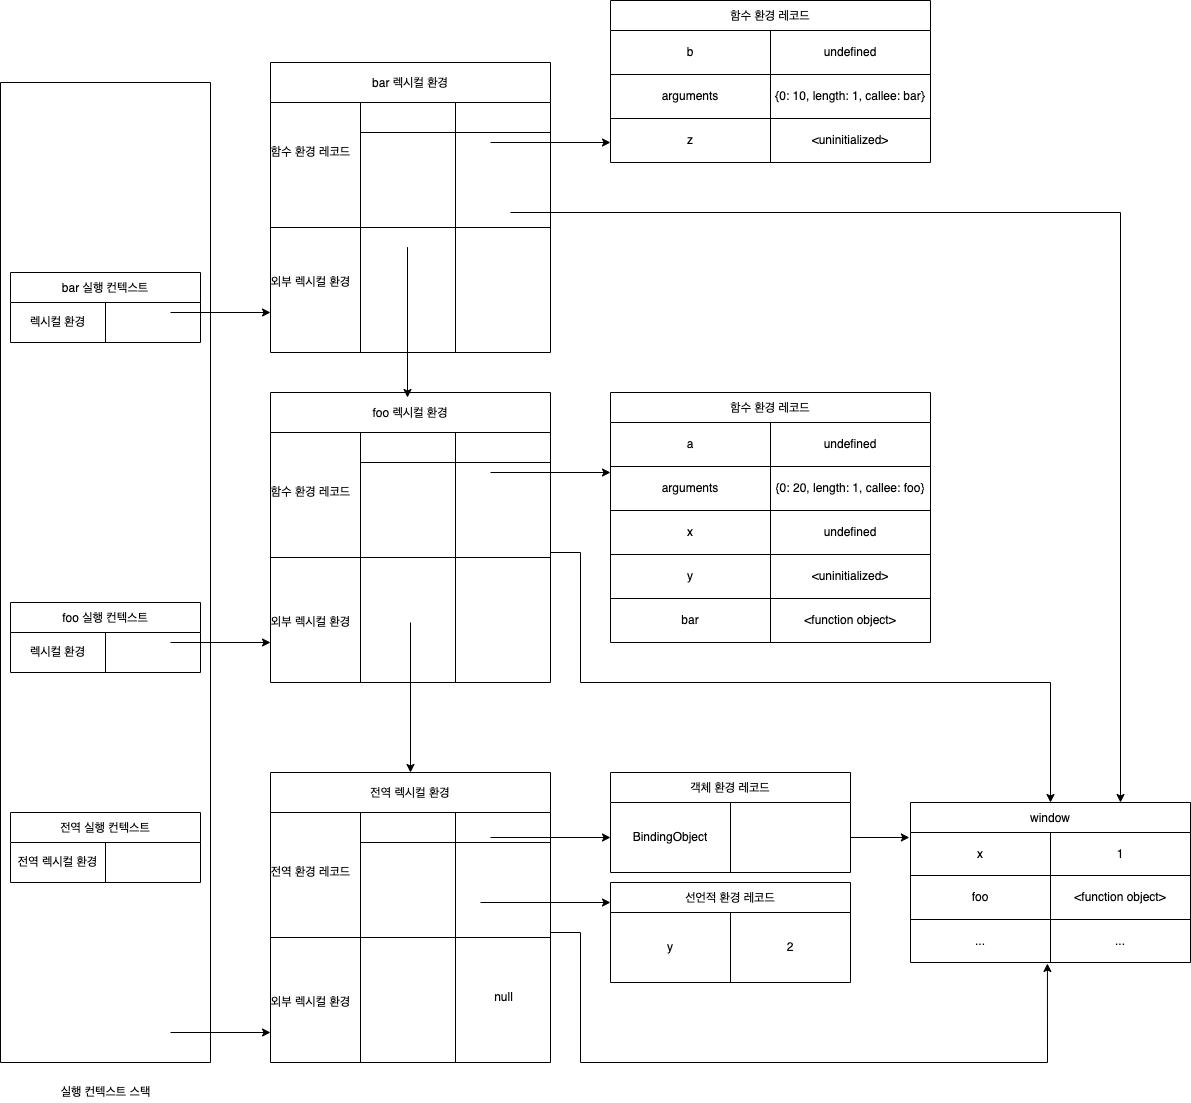 함수 환경 레코드
b
undefined
arguments
{0: 10, length: 1, callee: bar}
z
<uninitialized>
bar 렉시컬 환경
함수 환경 레코드
외부 렉시컬 환경
bar 실행 컨텍스트
렉시컬 환경
foo 렉시컬 환경
함수 환경 레코드
외부 렉시컬 환경
함수 환경 레코드
a
undefined
arguments
{0: 20, length: 1, callee: foo}
x
undefined
y
<uninitialized>
bar
<function object>
foo 실행 컨텍스트
렉시컬 환경
전역 렉시컬 환경
전역 환경 레코드
외부 렉시컬 환경
null
객체 환경 레코드
BindingObject
선언적 환경 레코드
y
2
window
x
1
foo
<function object>
...
...
전역 실행 컨텍스트
전역 렉시컬 환경
실행 컨텍스트 스택